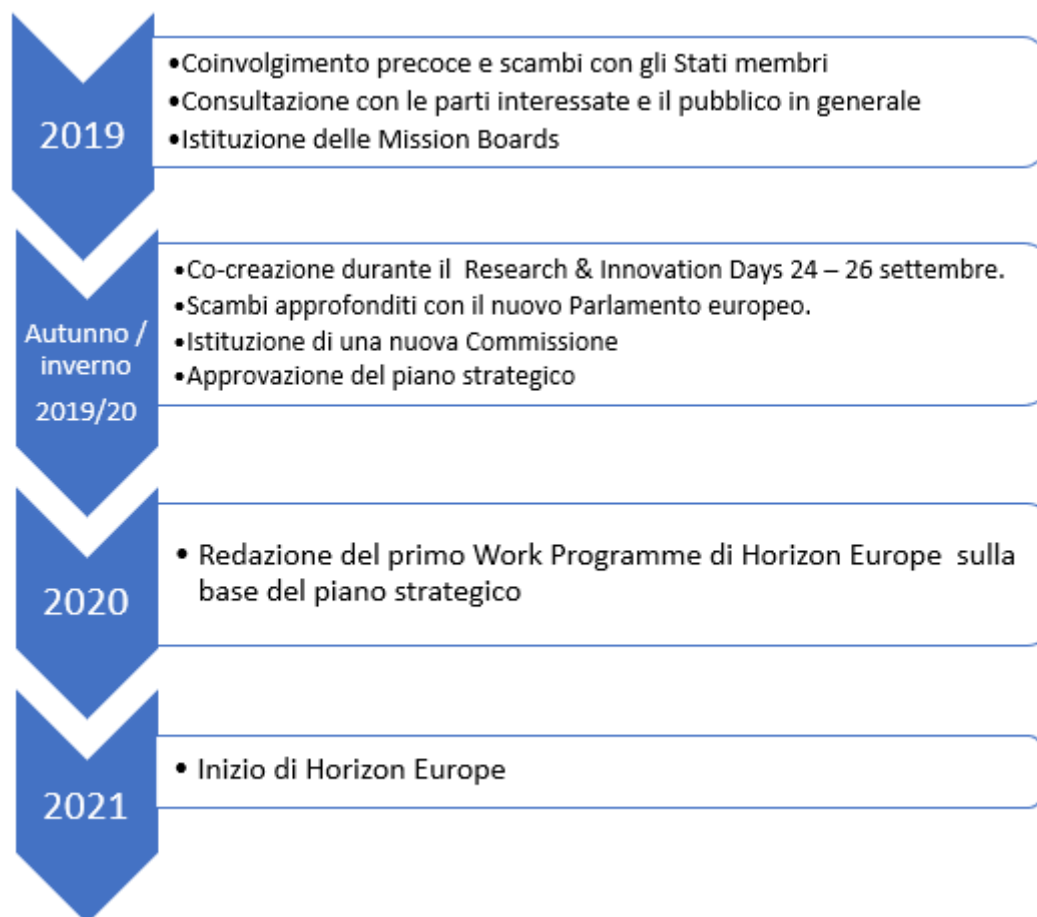 2019
•Coinvolgimento precoce e scambi con gli Stati membri
•Consultazione con le parti interessate e il pubblico in generale
•Istituzione delle Mission Boards
Autunno /
inverno
2019/20
•Co-creazione durante il Research & Innovation Days 24 – 26 settembre.
•Scambi approfonditi con il nuovo Parlamento europeo.
•Istituzione di una nuova Commissione
•Approvazione del piano strategico
2020
• Redazione del primo Work Programme di Horizon Europe sulla
base del piano strategico
2021
• Inizio di Horizon Europe